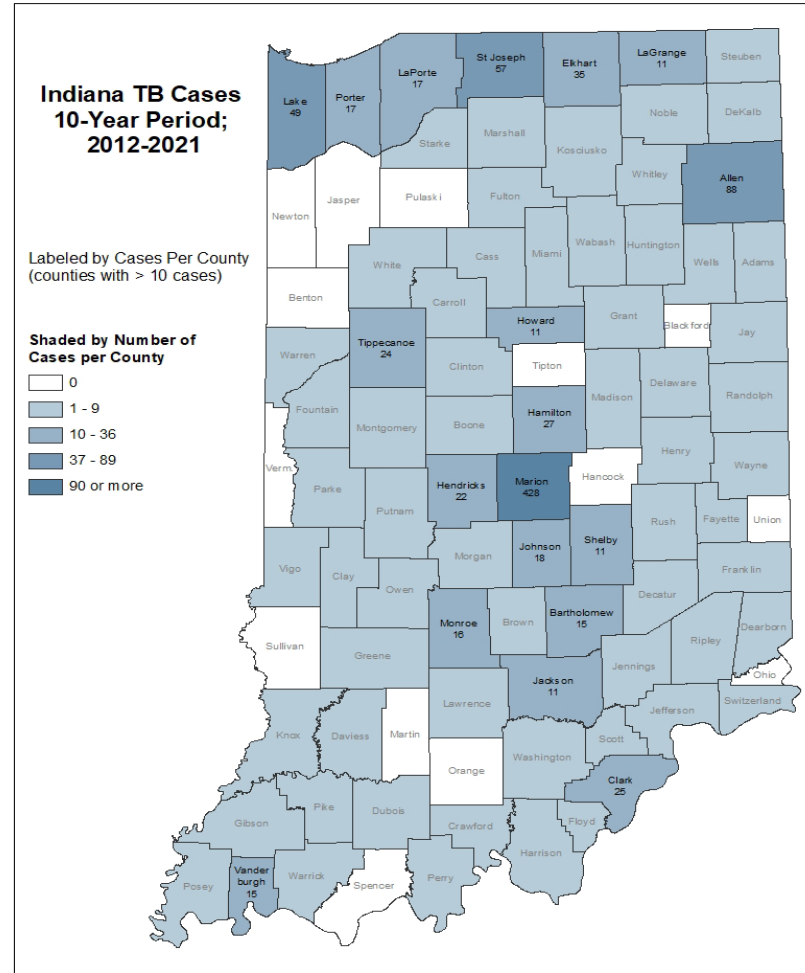 Indiana TB Cases
10-Year Period;
2012-2021
Labeled by Cases Per County
(counties with > 10 cases)
Shaded by Number of
Cases per County
0
1 - 9
10 - 36
37 - 89
90 or more
Lake
49
Porter
17
LaPorte
17
St Joseph
57
Elkhart
35
LaGrange
11
Steuben
Noble
DeKalb
Starke
Marshall
Kosciusko
Whitley
Allen
88
Newton
Jasper
Pulaski
Fulton
Miami
Wabash
Huntington
Wells
Adams
Benton
White
Cass
Carroll
Howard
11
Grant
Blackford
Jay
Warren
Tippecanoe
24
Clinton
Tipton
Madison
Delaware
Randolph
Fountain
Montgomery
Boone
Hamilton
27
Henry
Wayne
Verm.
Parke
Putnam
Hendricks
22
Marion
428
Hancock
Rush
Fayette
Union
Vigo
Clay
Owen
Morgan
Johnson
18
Shelby
11
Decatur
Franklin
Sullivan
Greene
Monroe
16
Brown
Bartholomew
15
Jennings
Ripley
Dearborn
Ohio
Knox
Daviess
Martin
Lawrence
Jackson
11
Jefferson
Switzerland
Orange
Washington
Scott
Clark
25
Gibson
Pike
Dubois
Crawford
Harrison
Floyd
Posey
Vander
burgh
15
Warrick
Spencer
Perry